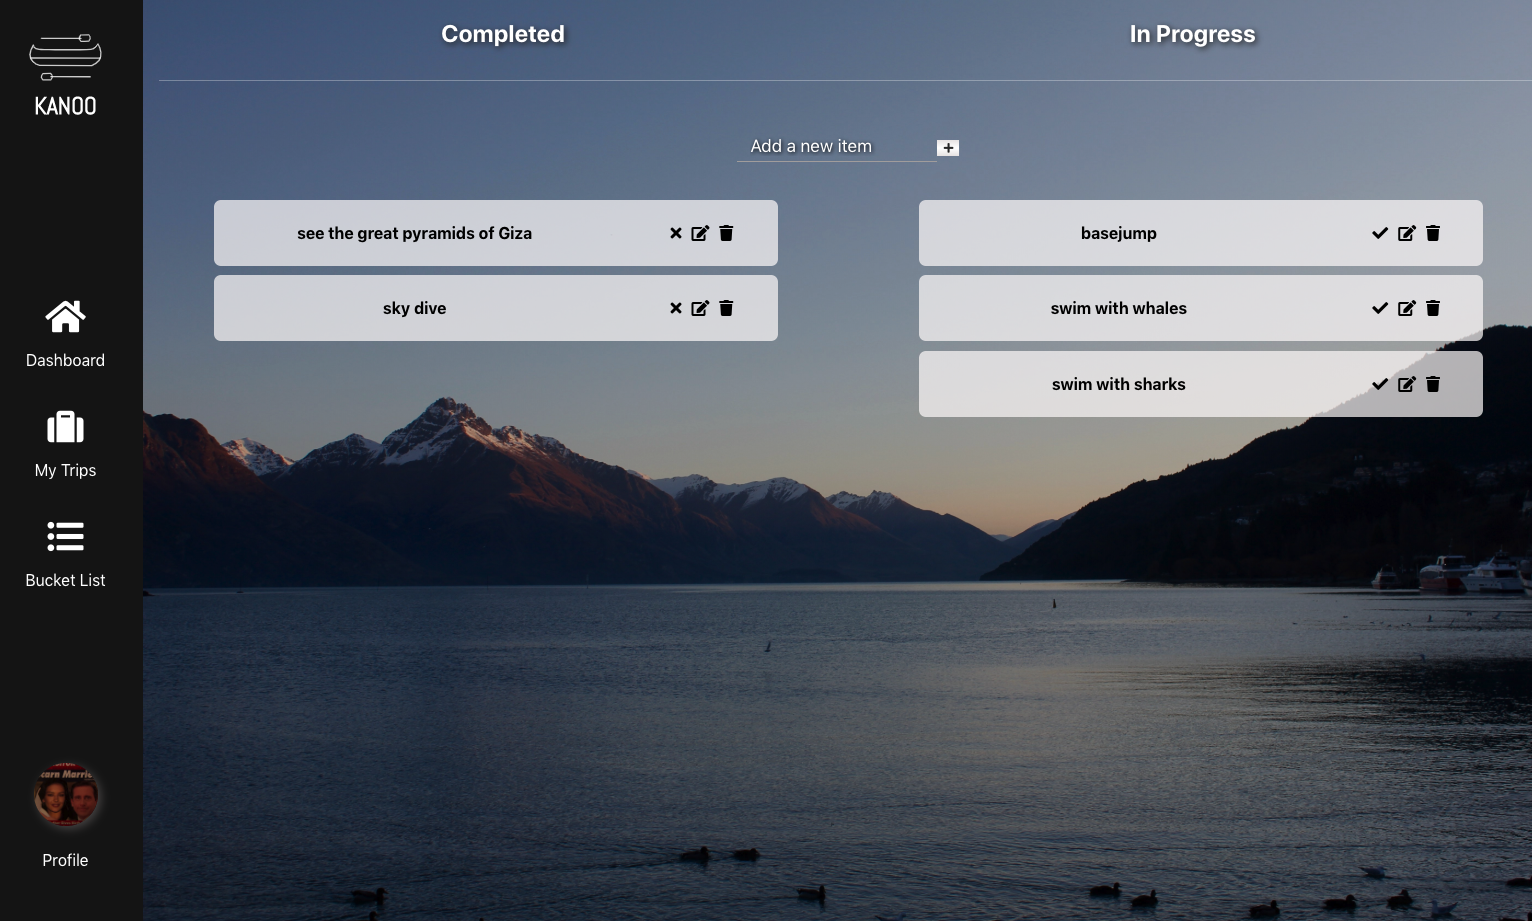 KANOO
Dashboard
My Trips
Bucket List
Profile
Completed
In Progress
Add a new item
see the great pyramids of Giza
sky dive
basejump
swim with whales
swim with sharks